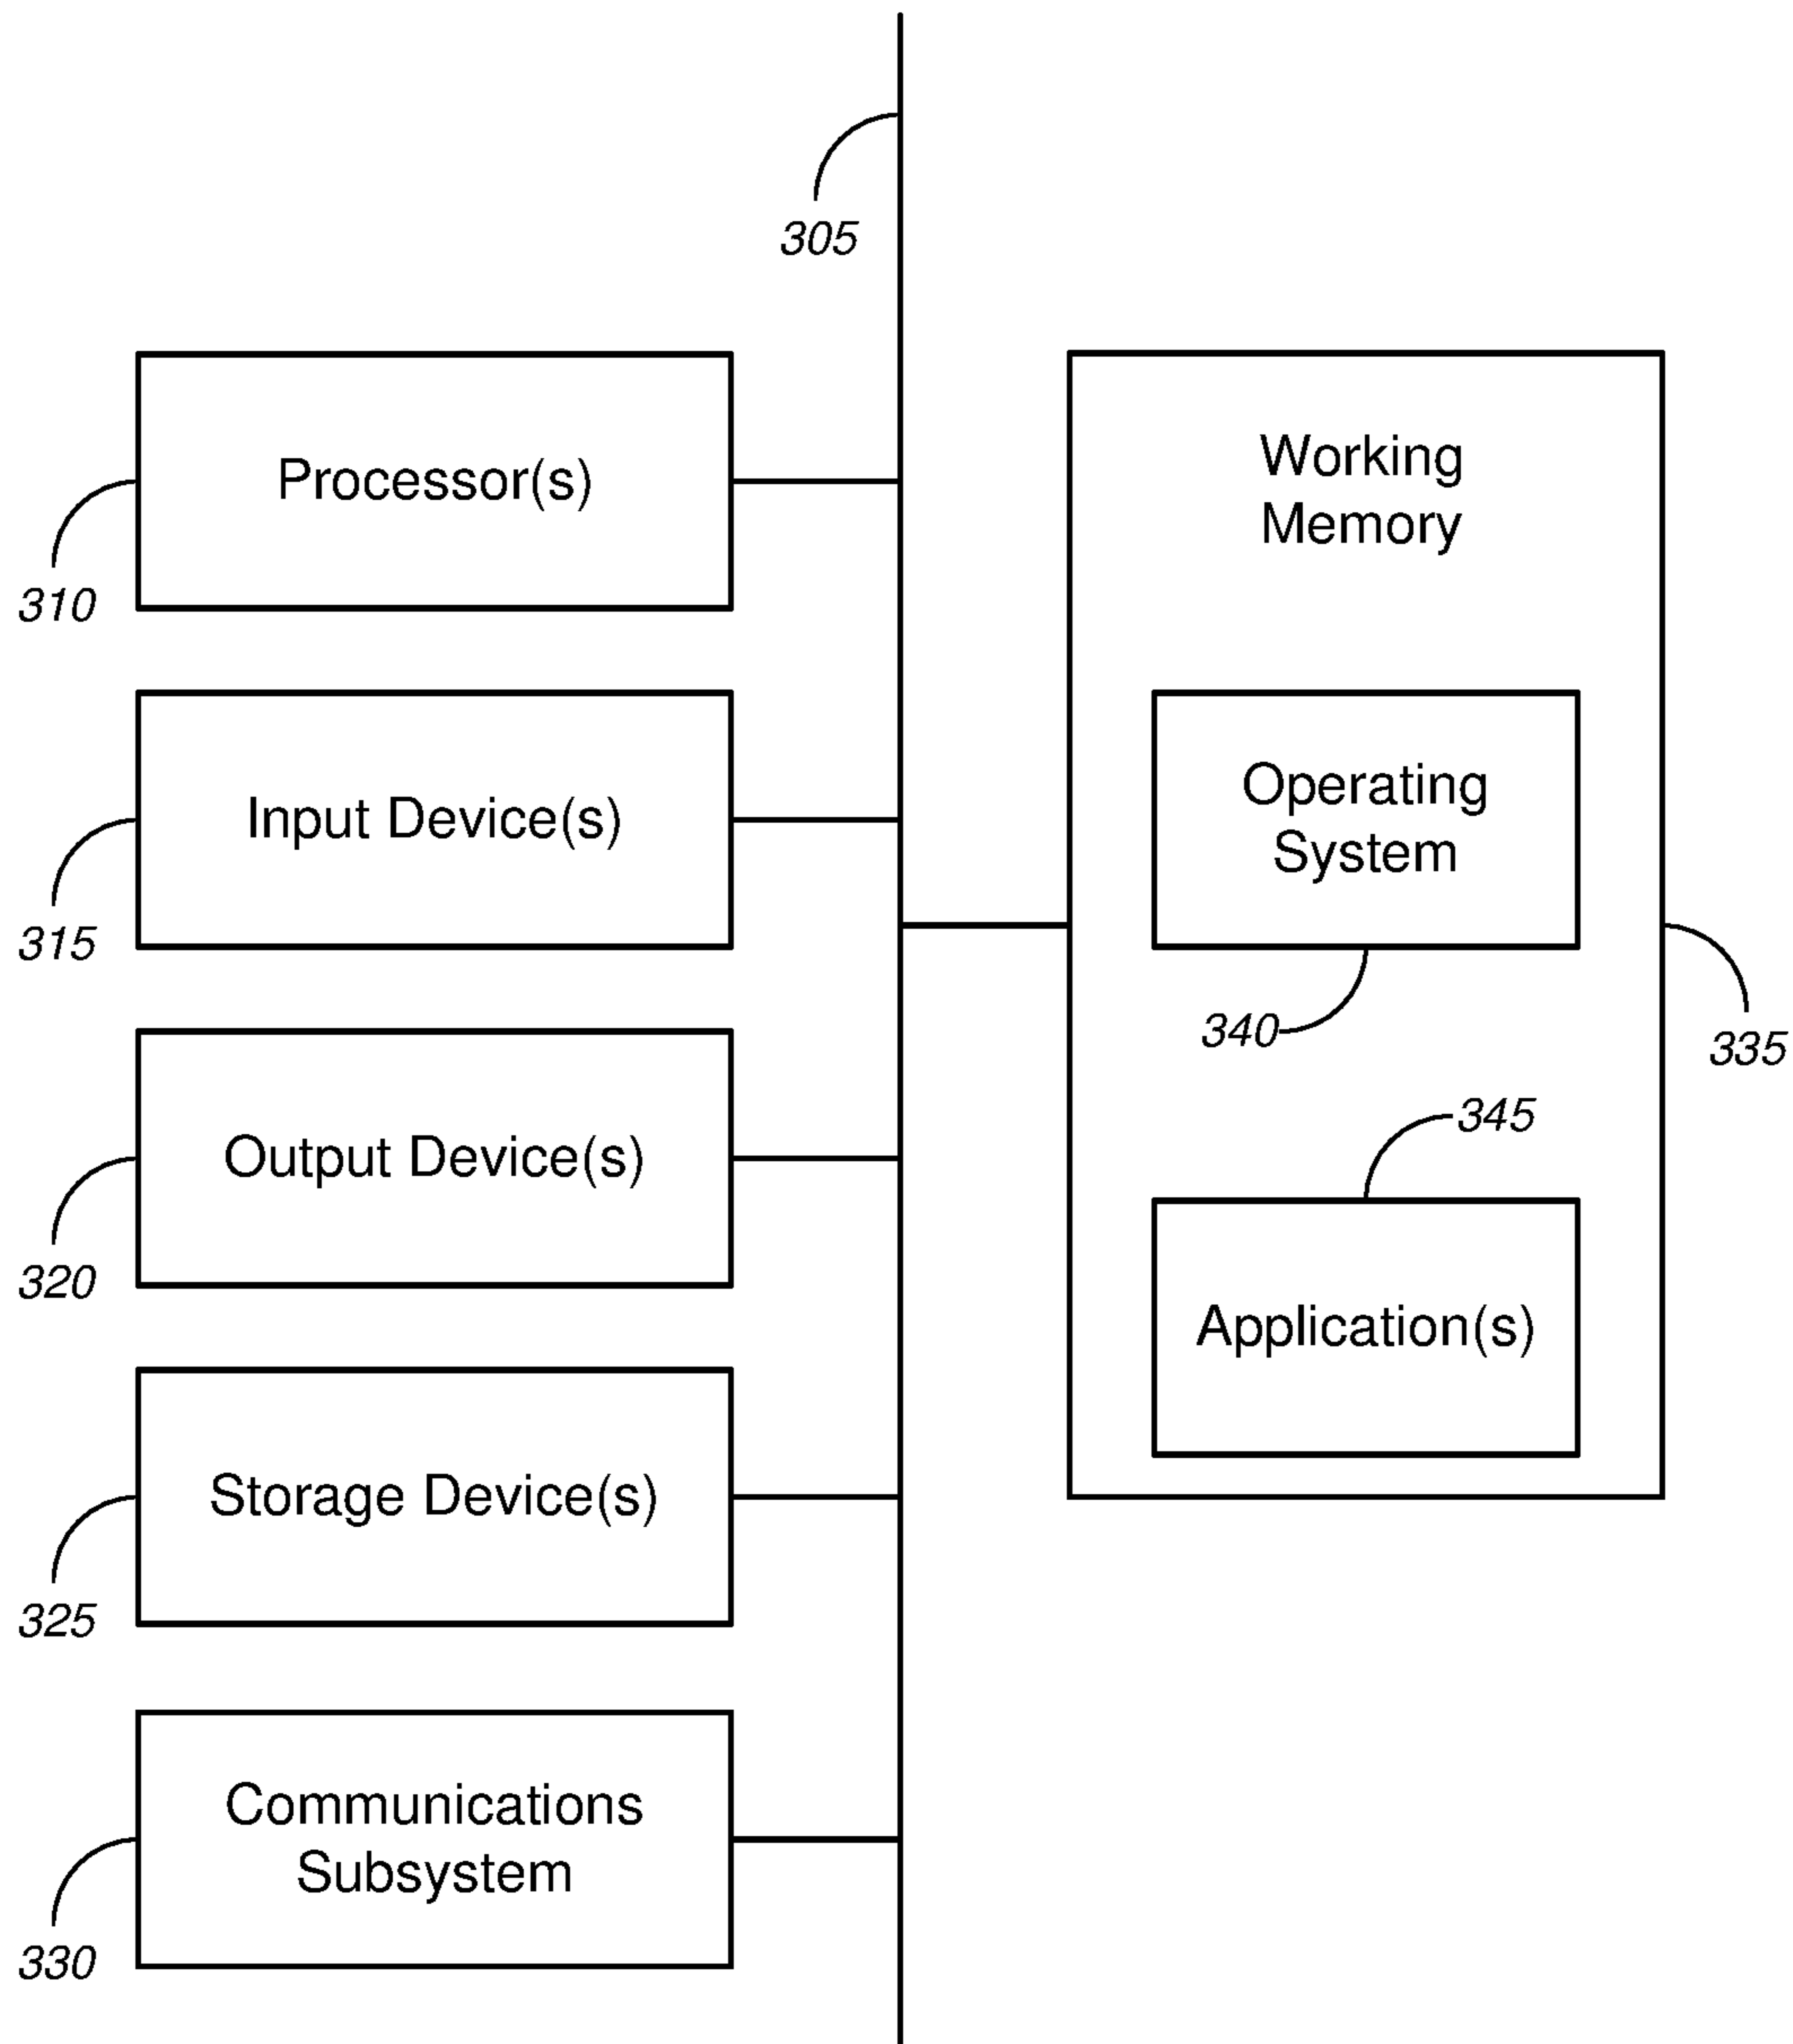 305
Processor(s)
310
Input Device(s)
315
Output Device(s)
320
Storage Device(s)
325
Communications
Subsystem
330
Working
Memory
Operating
System
340
335
345
Application(s)